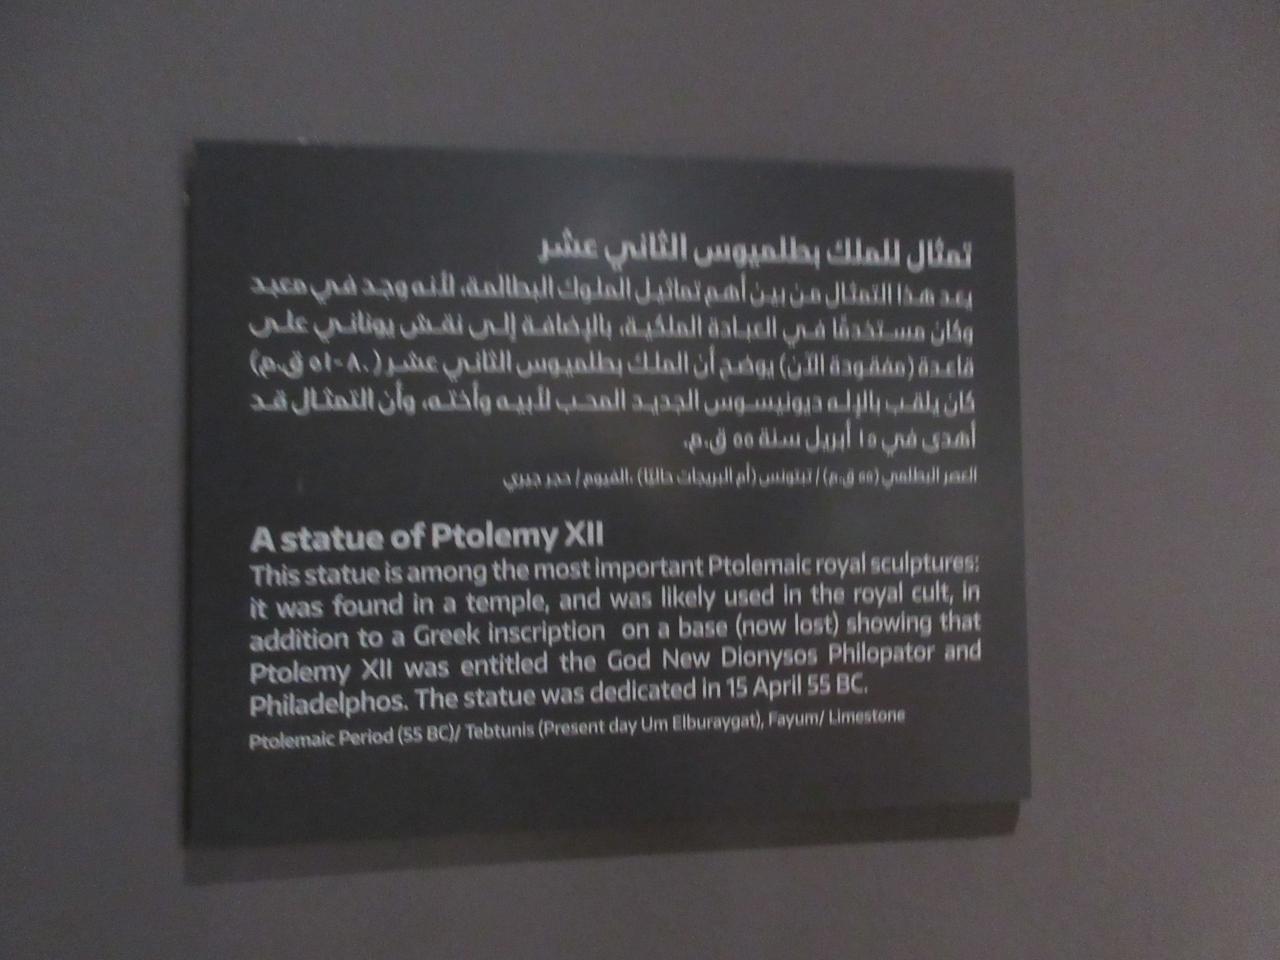 تمثال للملك بطلميوس الثاني عشر
يعد هذا التمثال من بين أهم تماثيل الملوك البطالمة، لأنه وجد في معبد
وكان مستخدمًا في العبادة الملكية، بالإضافة إلى نقش يوناني على
قاعدة (مفقودة الآن) يوضح أن الملك بطلميوس الثاني عشر (٨٠-٥١ ق.م)
كان يلقب بالإله ديونيسوس الجديد المحب لأبيه وأخته، وأن التمثال قد
أهدى في ١٥ أبريل سنة ٥٥ ق.م.
العصر البطلمي (٥٥ ق.م)/ تبتونس (أم البريجات حاليًا) ،الفيوم/ حجر جيري
A statue of Ptolemy XII
This statue is among the most important Ptolemaic royal sculptures:
it was found in a temple, and was likely used in the royal cult, in
addition to a Greek inscription on a base (now lost) showing that
Ptolemy XII was entitled the God New Dionysos Philopator and
Philadelphos. The statue was dedicated in 15 April 55 BC.
Ptolemaic Period (55 BC)/ Tebtunis (Present day Um Elburaygat), Fayum/ Limestone